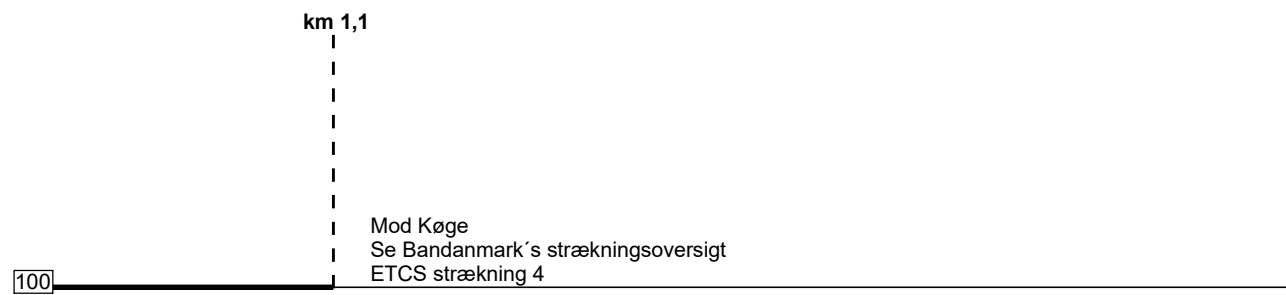 km 1,1
Mod Køge
Se Bandanmark´s strækningsoversigt
ETCS strækning 4
100